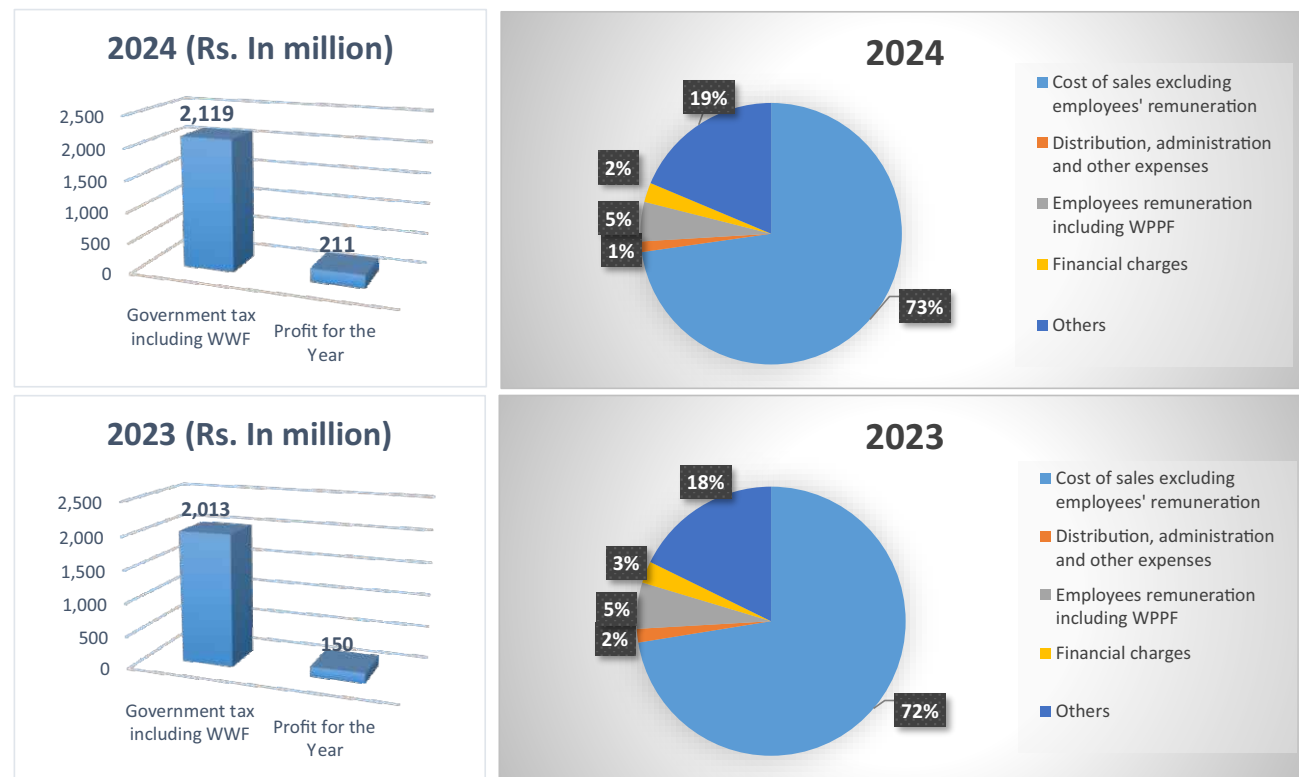 2024 (Rs. In million)
2,500
2,000
1,500
1,000
500
0
2,119
211
Government tax
including WWF
Profit for the
Year
2024
19%
2%
5%
1%
73%
Cost of sales excluding
employees' remuneration
Distribution, administration
and other expenses
Employees remuneration
including WPPF
Financial charges
Others
2023 (Rs. In million)
2,500
2,000
1,500
1,000
500
0
2,013
150
Government tax
including WWF
Profit for the
Year
2023
18%
3%
5%
2%
72%
Cost of sales excluding
employees' remuneration
Distribution, administration
and other expenses
Employees remuneration
including WPPF
Financial charges
Others